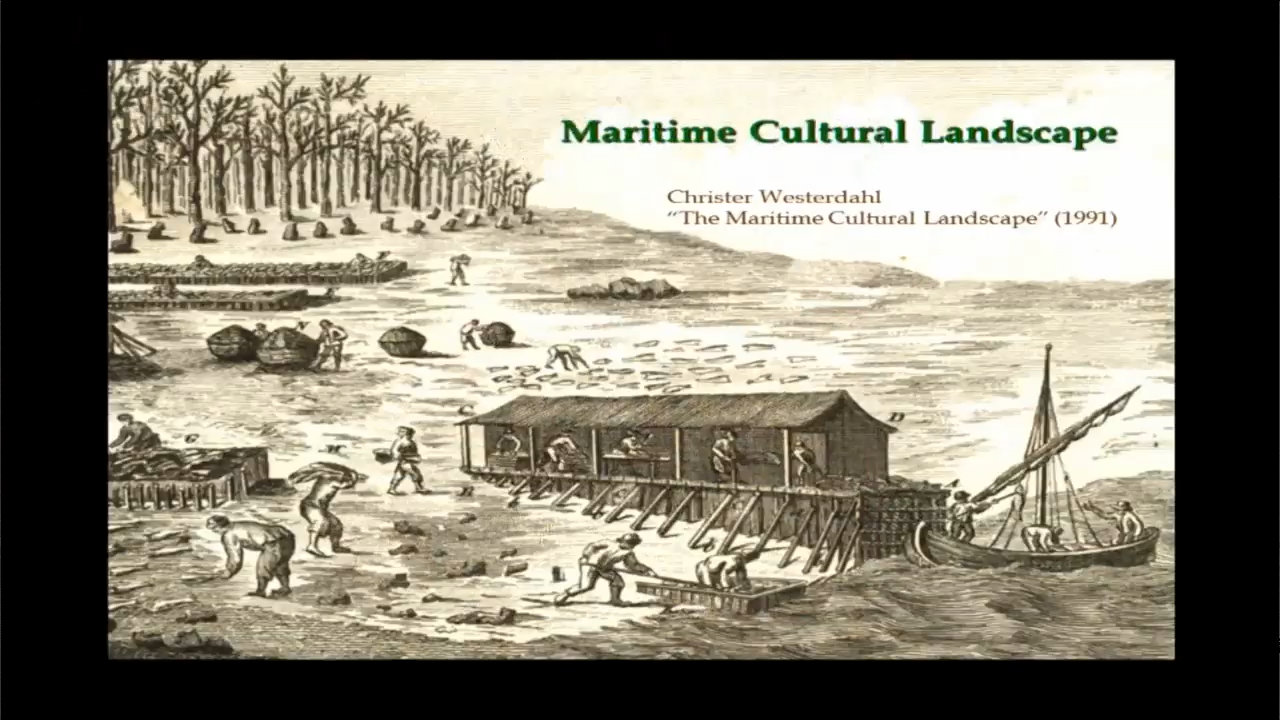 Maritime Cultural Landscape
Christer Westerdahl
“The Maritime Cultural Landscape” (1991)
C
D
G